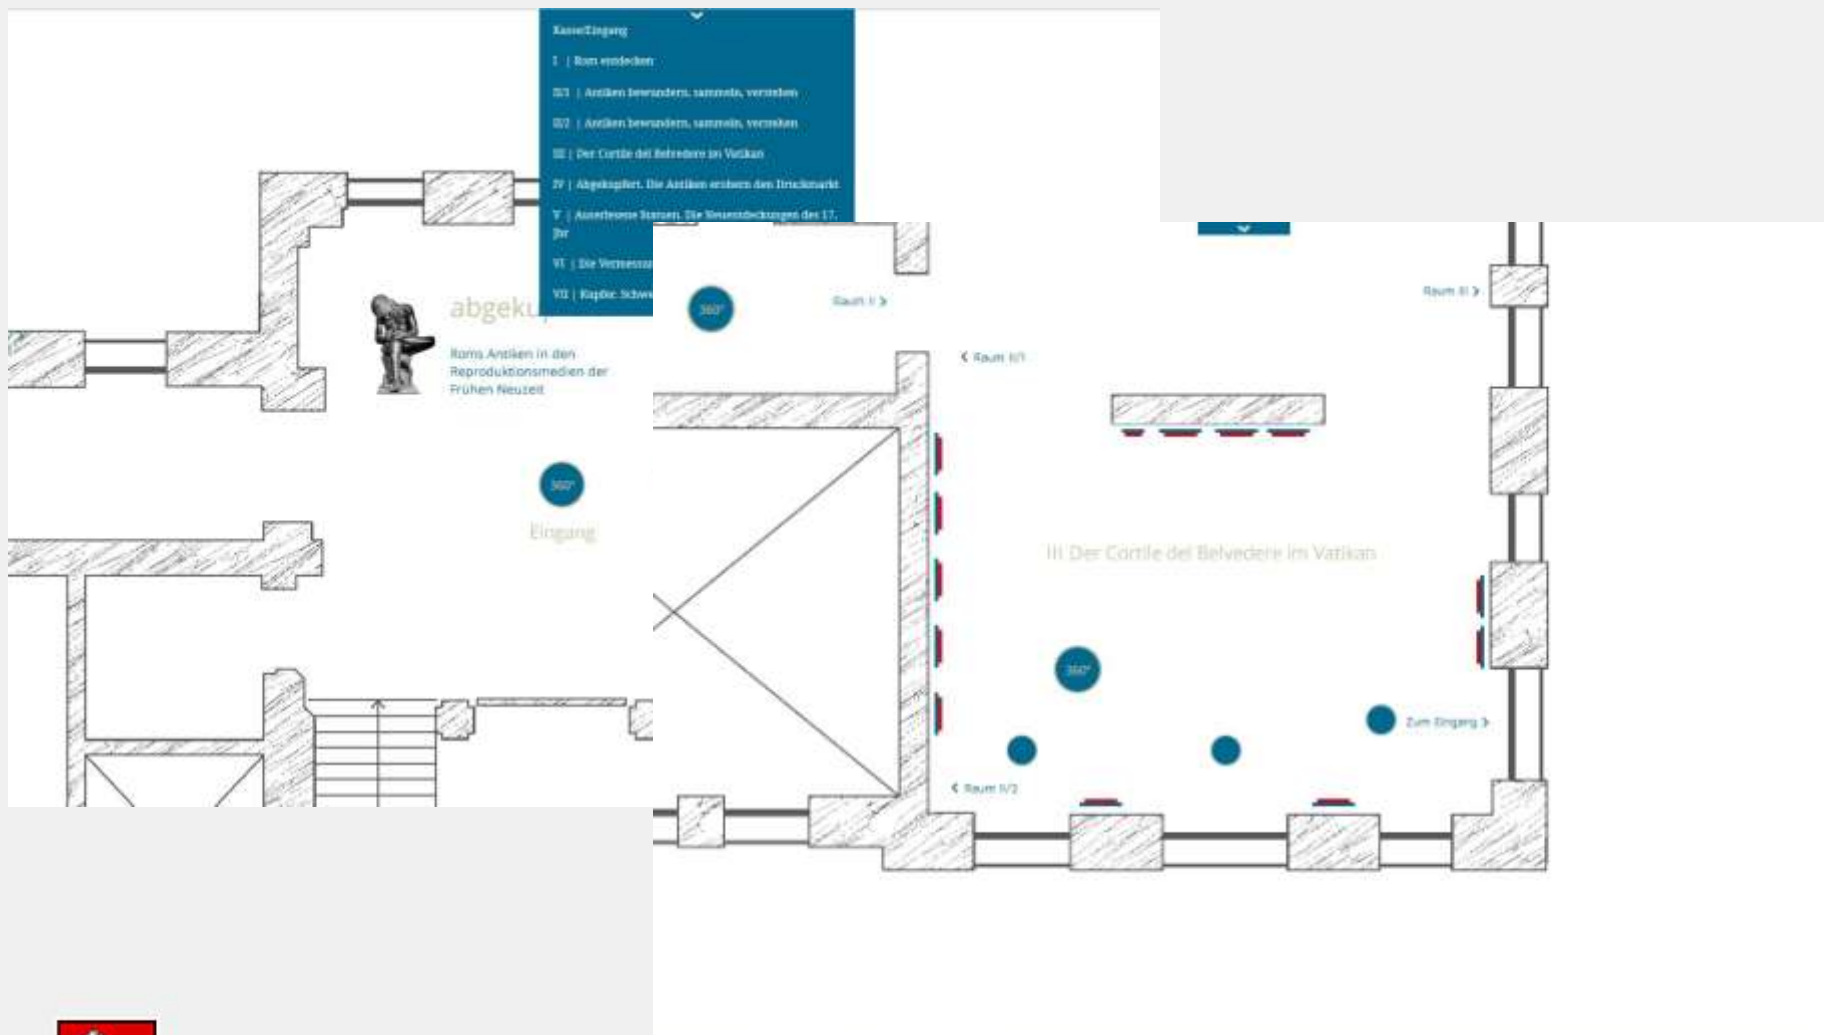 Kasse/Eingang
I | Rom entdecken
II/1 | Antiken bewundern, sammeln, verstehen
II/2 | Antiken bewundern, sammeln, verstehen
III | Der Cortile del Belvedere im Vatikan
IV | Abgekupfert. Die Antiken erobern den Druckmarkt
V | Auserlesene Statuen. Die Neuentdeckungen des 17.
Jhr
VI | Die
VII | Kupfer.
Roms Antiken in den
Reproduktionsmedien der
Frühen Neuzeit
360°
Eingang
360°
Raum II >
Raum III >
< Raum II/1
III Der Cortile del Belvedere im Vatikan
360°
Zum Eingang >
< Raum II/2